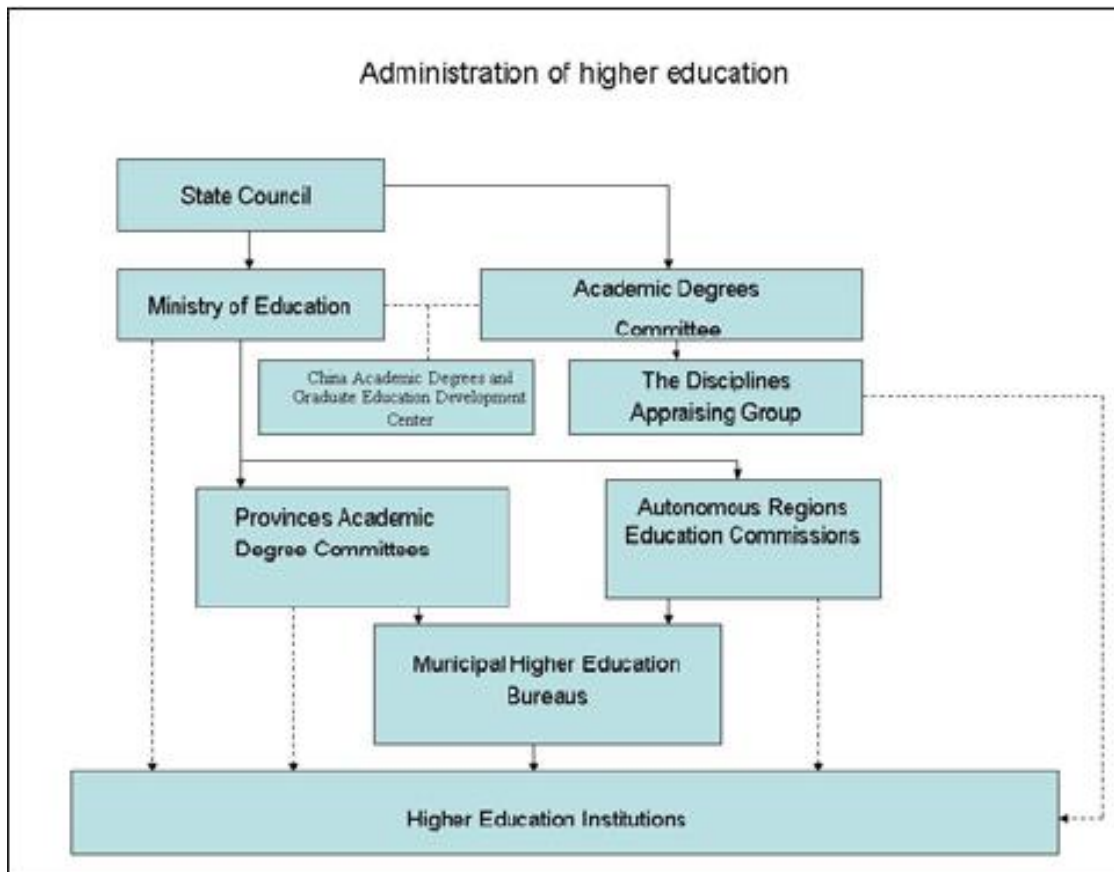 Administration of higher education
State Council
Ministry of Education
Academic Degrees
Committee
China Academic Degrees and
Graduate Education Development
Center
The Disciplines
Appraising Group
Provinces Academic
Degree Committees
Autonomous Regions
Education Commissions
Municipal Higher Education
Bureaus
Higher Education Institutions